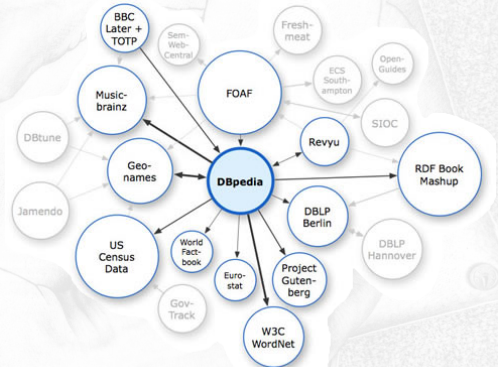 BBC
Later +
TOTP
Fresh-
meat
Sem-
Web-
Central
Open-
Guides
ECS
South-
ampton
FOAF
Music-
brainz
SIOC
DBtune
Revyu
Geo-
names
DBpedia
RDF Book
Mashup
Jamendo
DBLP
Berlin
DBLP
Hannover
US
Census
Data
World
Fact-
book
Euro-
stat
Project
Guten-
berg
Gov-
Track
W3C
WordNet